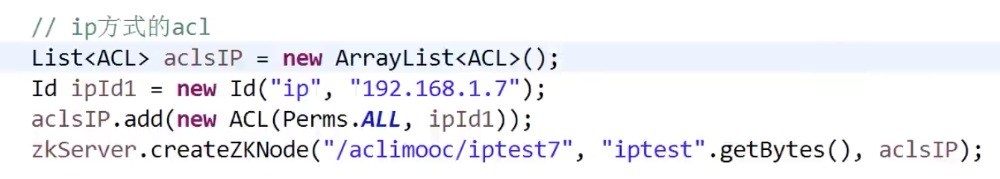 // ip方式的acl
List<ACL> aclsIP = new ArrayList<ACL>();
Id ipId1 = new Id("ip", "192.168.1.7");
aclsIP.add(new ACL(Perms.ALL, ipId1));
zkServer.createZKNode("/aclimooc/iptest7", "iptest".getBytes(), aclsIP);